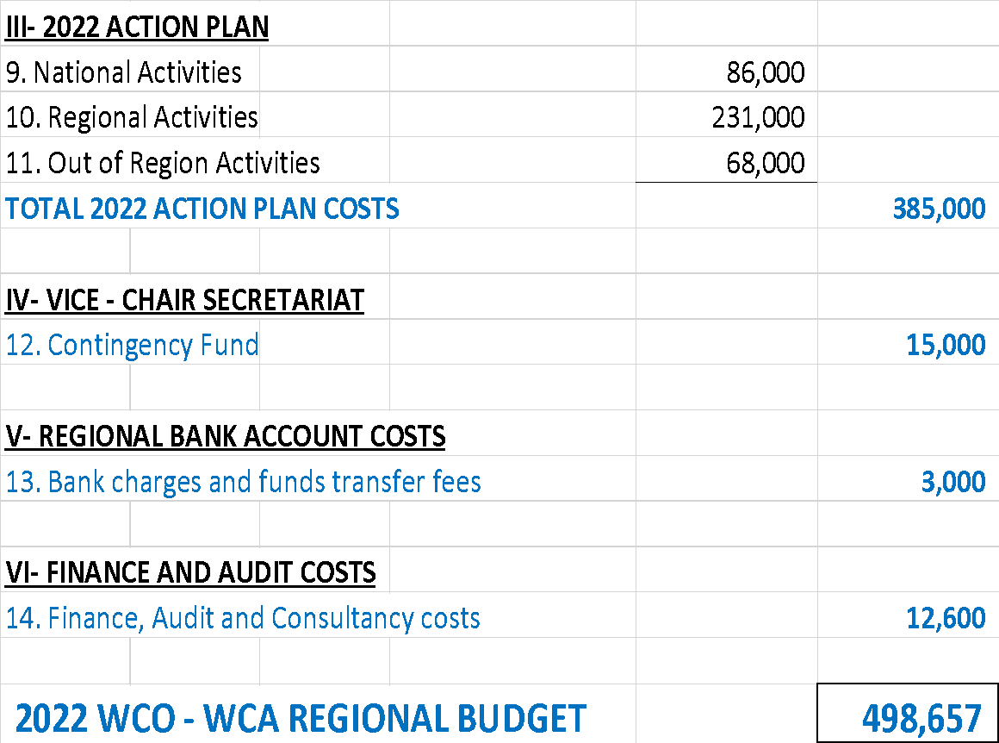 III- 2022 ACTION PLAN
9. National Activities 86,000
10. Regional Activities 231,000
11. Out of Region Activities 68,000
TOTAL 2022 ACTION PLAN COSTS 385,000
IV- VICE - CHAIR SECRETARIAT
12. Contingency Fund 15,000
V- REGIONAL BANK ACCOUNT COSTS
13. Bank charges and funds transfer fees 3,000
VI- FINANCE AND AUDIT COSTS
14. Finance, Audit and Consultancy costs 12,600
2022 WCO - WCA REGIONAL BUDGET 498,657